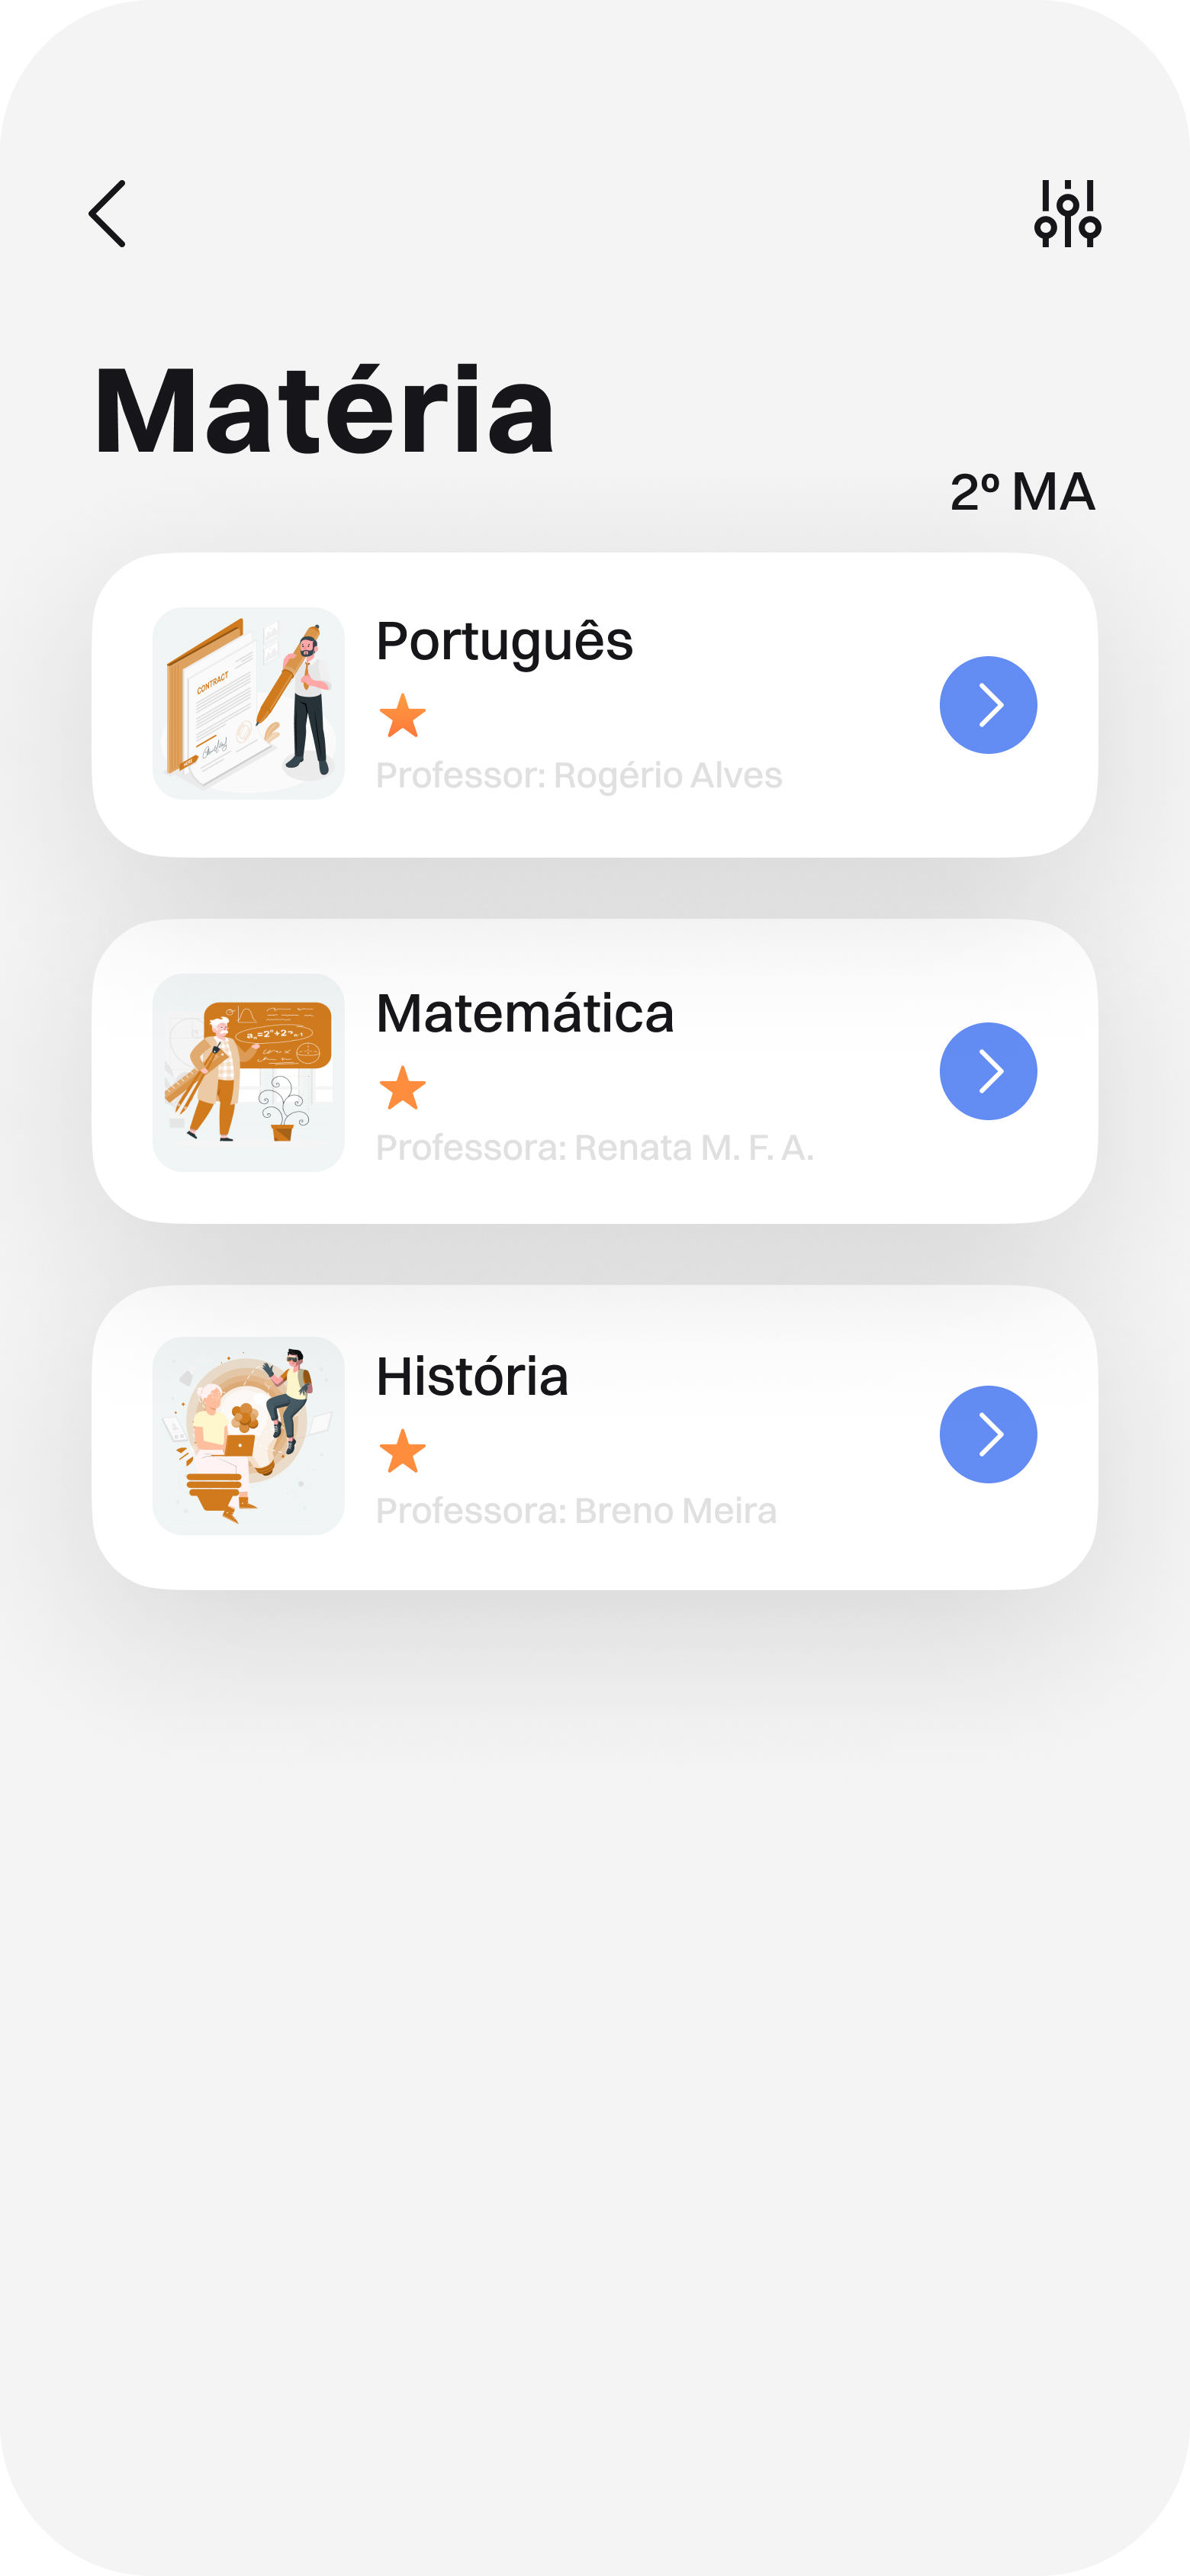 Matéria
2º MA
CONTRACT
Português
Professor: Rogério Alves
Matemática
Professora: Renata M. F. A.
História
Professora: Breno Meira